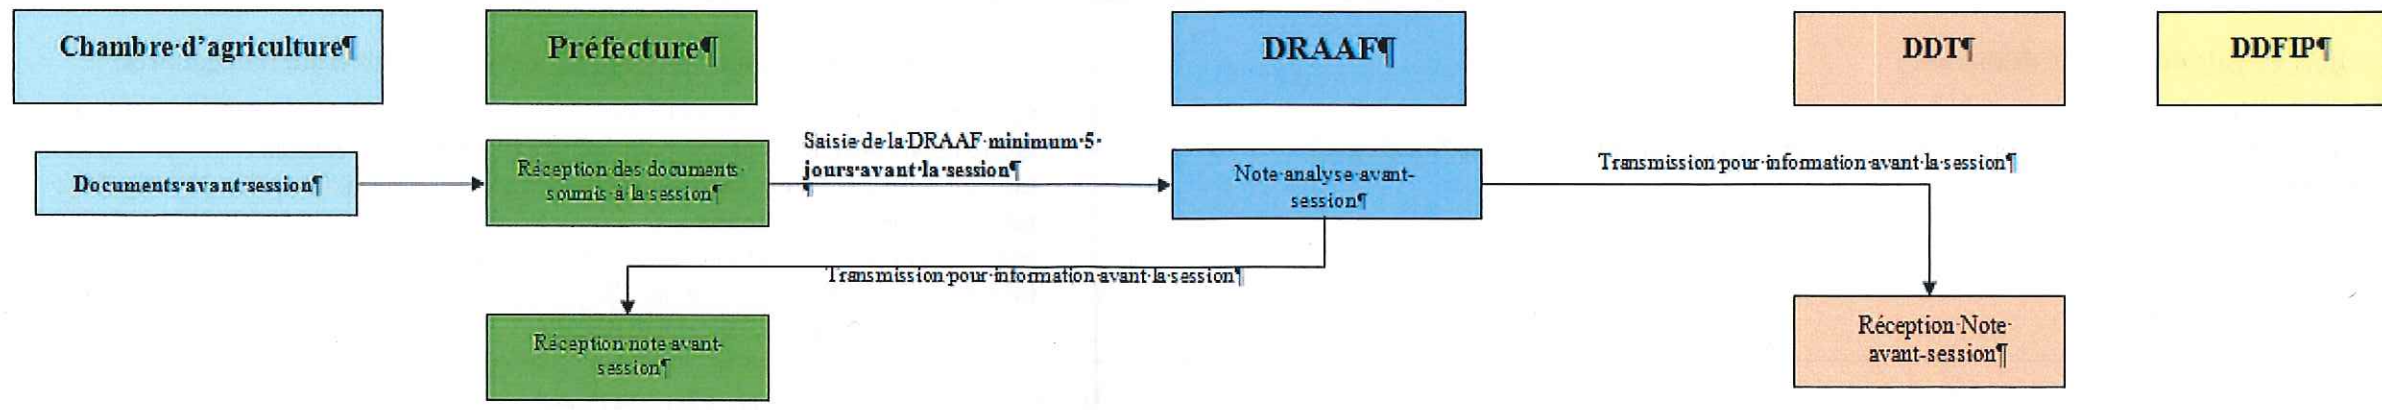 Chambre·d'agriculture¶
Préfecture¶
DRAAF¶
DDT¶
DDFIP¶
Documents·avant·session¶
Réception·des·documents·
soumis·à·la·session¶
Saisie·de·la·DRAAF·minimum·5·
jours·avant·la·session¶
¶
Note·analyse·avant-
session¶
Transmission·pour·information·avant·la·session¶
Transmission·pour·information·avant·la·session¶
Réception·note·avant-
session¶
Réception·Note·
avant-session¶